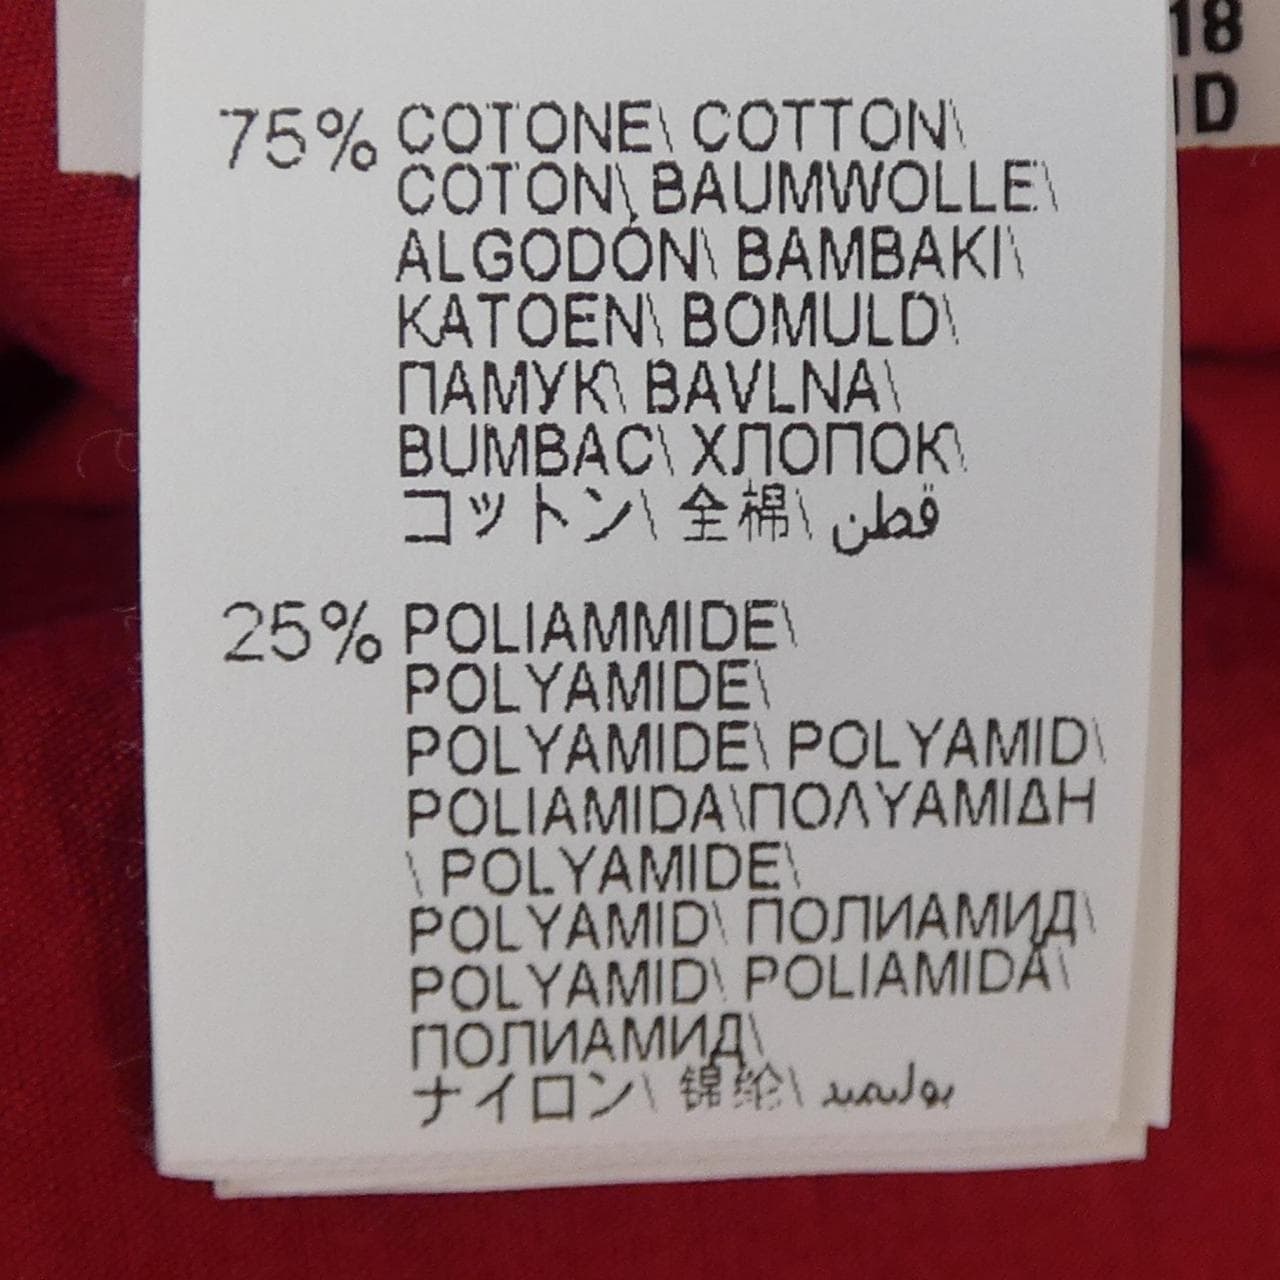 18
D
75% COTONE\ COTTON\
COTON\ BAUMWOLLE\
ALGODÓN\ BAMBAKI\
KATOEN\ BOMULD\
ПАМУК\ BAVLNA\
BUMBAC\ ХЛОПОК\
コットン\ 全棉\ قطن
25% POLIAMMIDE\
POLYAMIDE\
POLYAMIDE\ POLYAMID\
POLIAMIDA\ΠΟΛΥΑΜΙΔΗ
\ POLYAMIDE\
POLYAMID\ ПОЛИАМИД\
POLYAMID\ POLIAMIDĂ\
ПОЛИАМИД\
ナイロン\ 锦纶\ بوليميد